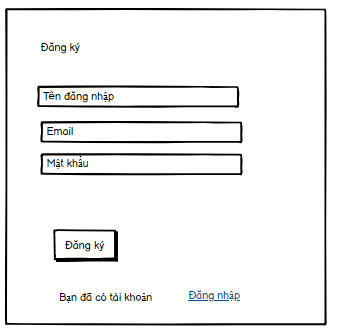 Đăng ký
Tên đăng nhập
Email
Mật khẩu
Đăng ký
Bạn đã có tài khoản Đăng nhập